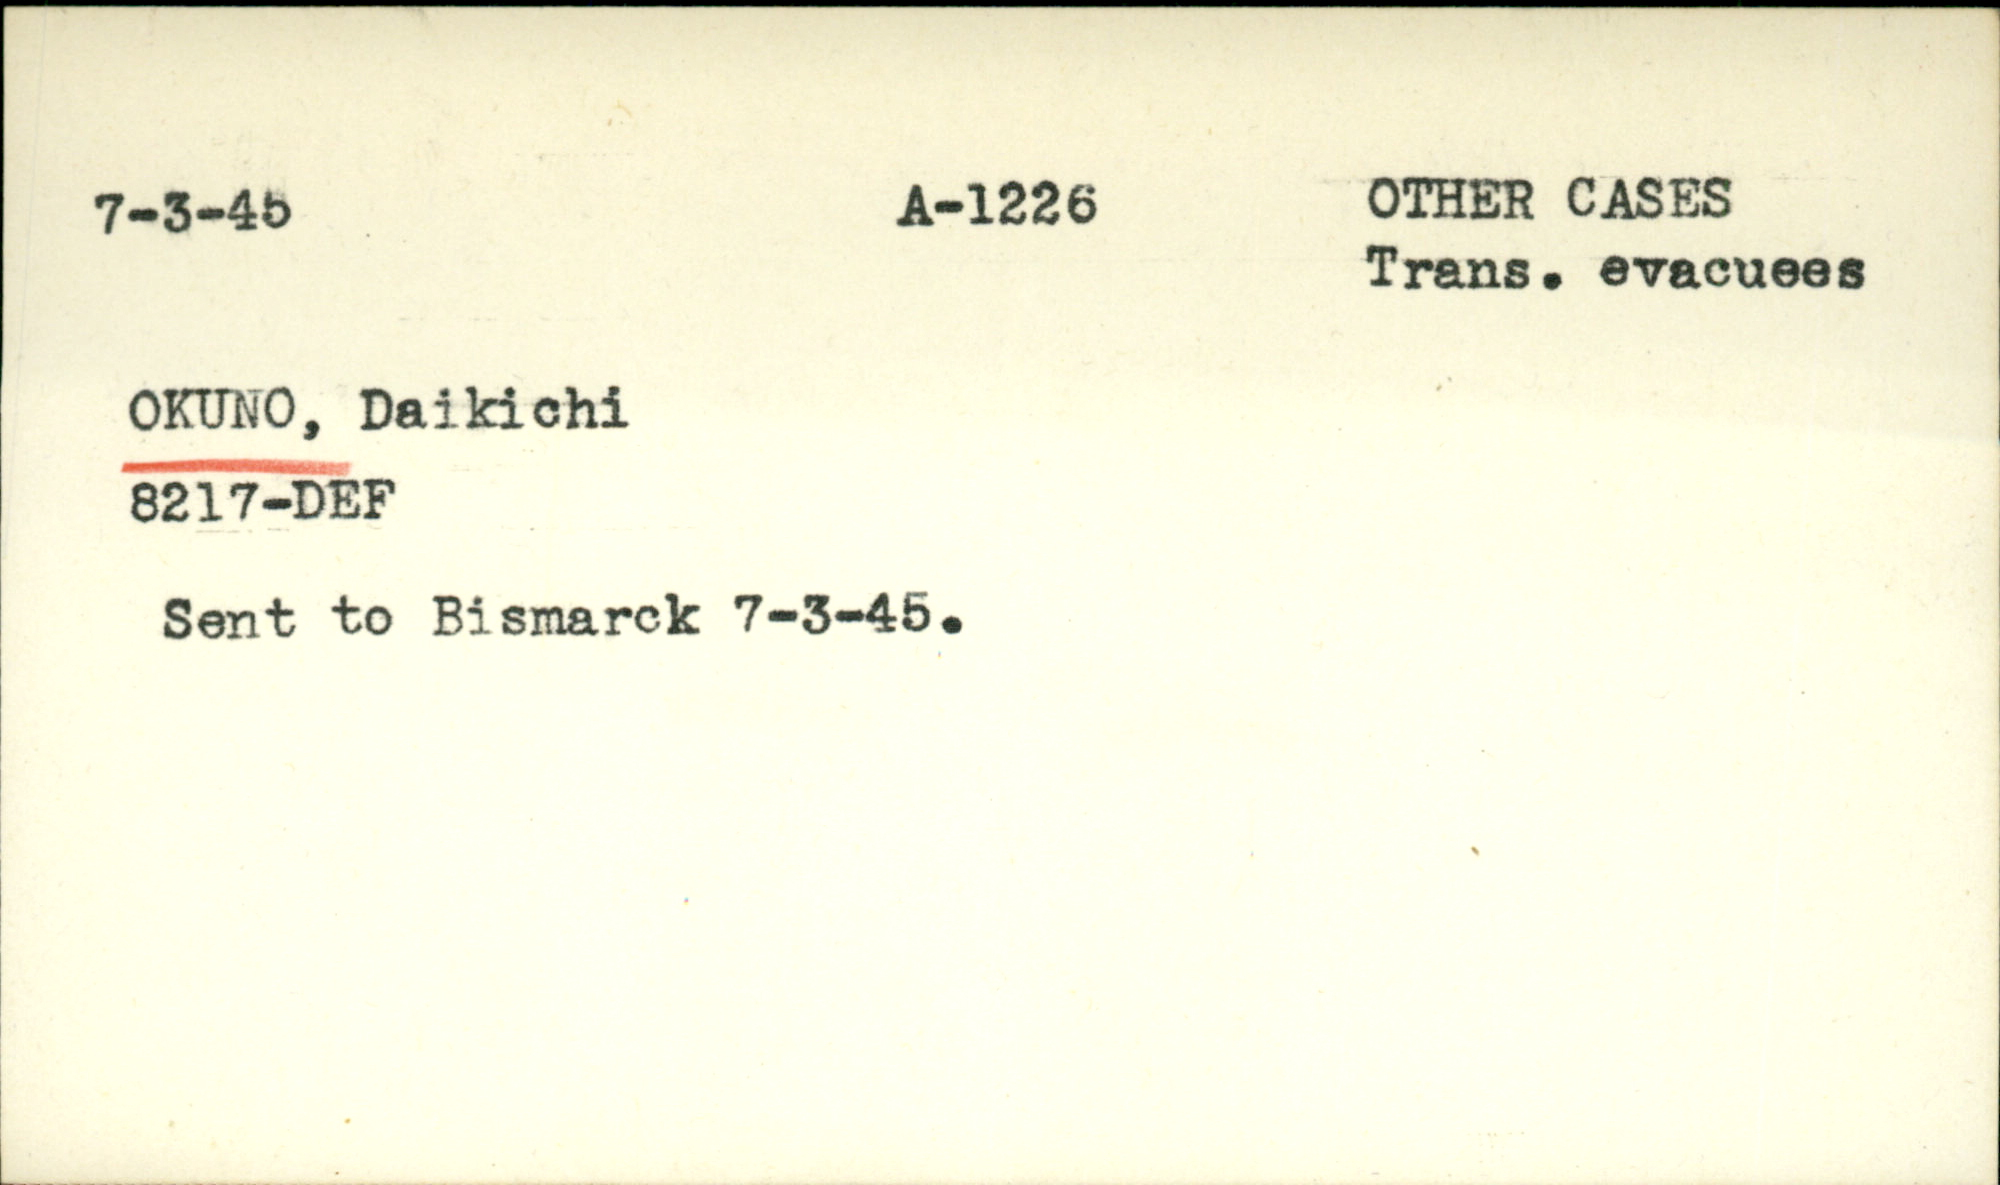 7-3-45 A-1226 OTHER CASES
Trans. evacuees
OKUNO, Daikichi
8217-DEF
Sent to Bismarck 7-3-45.